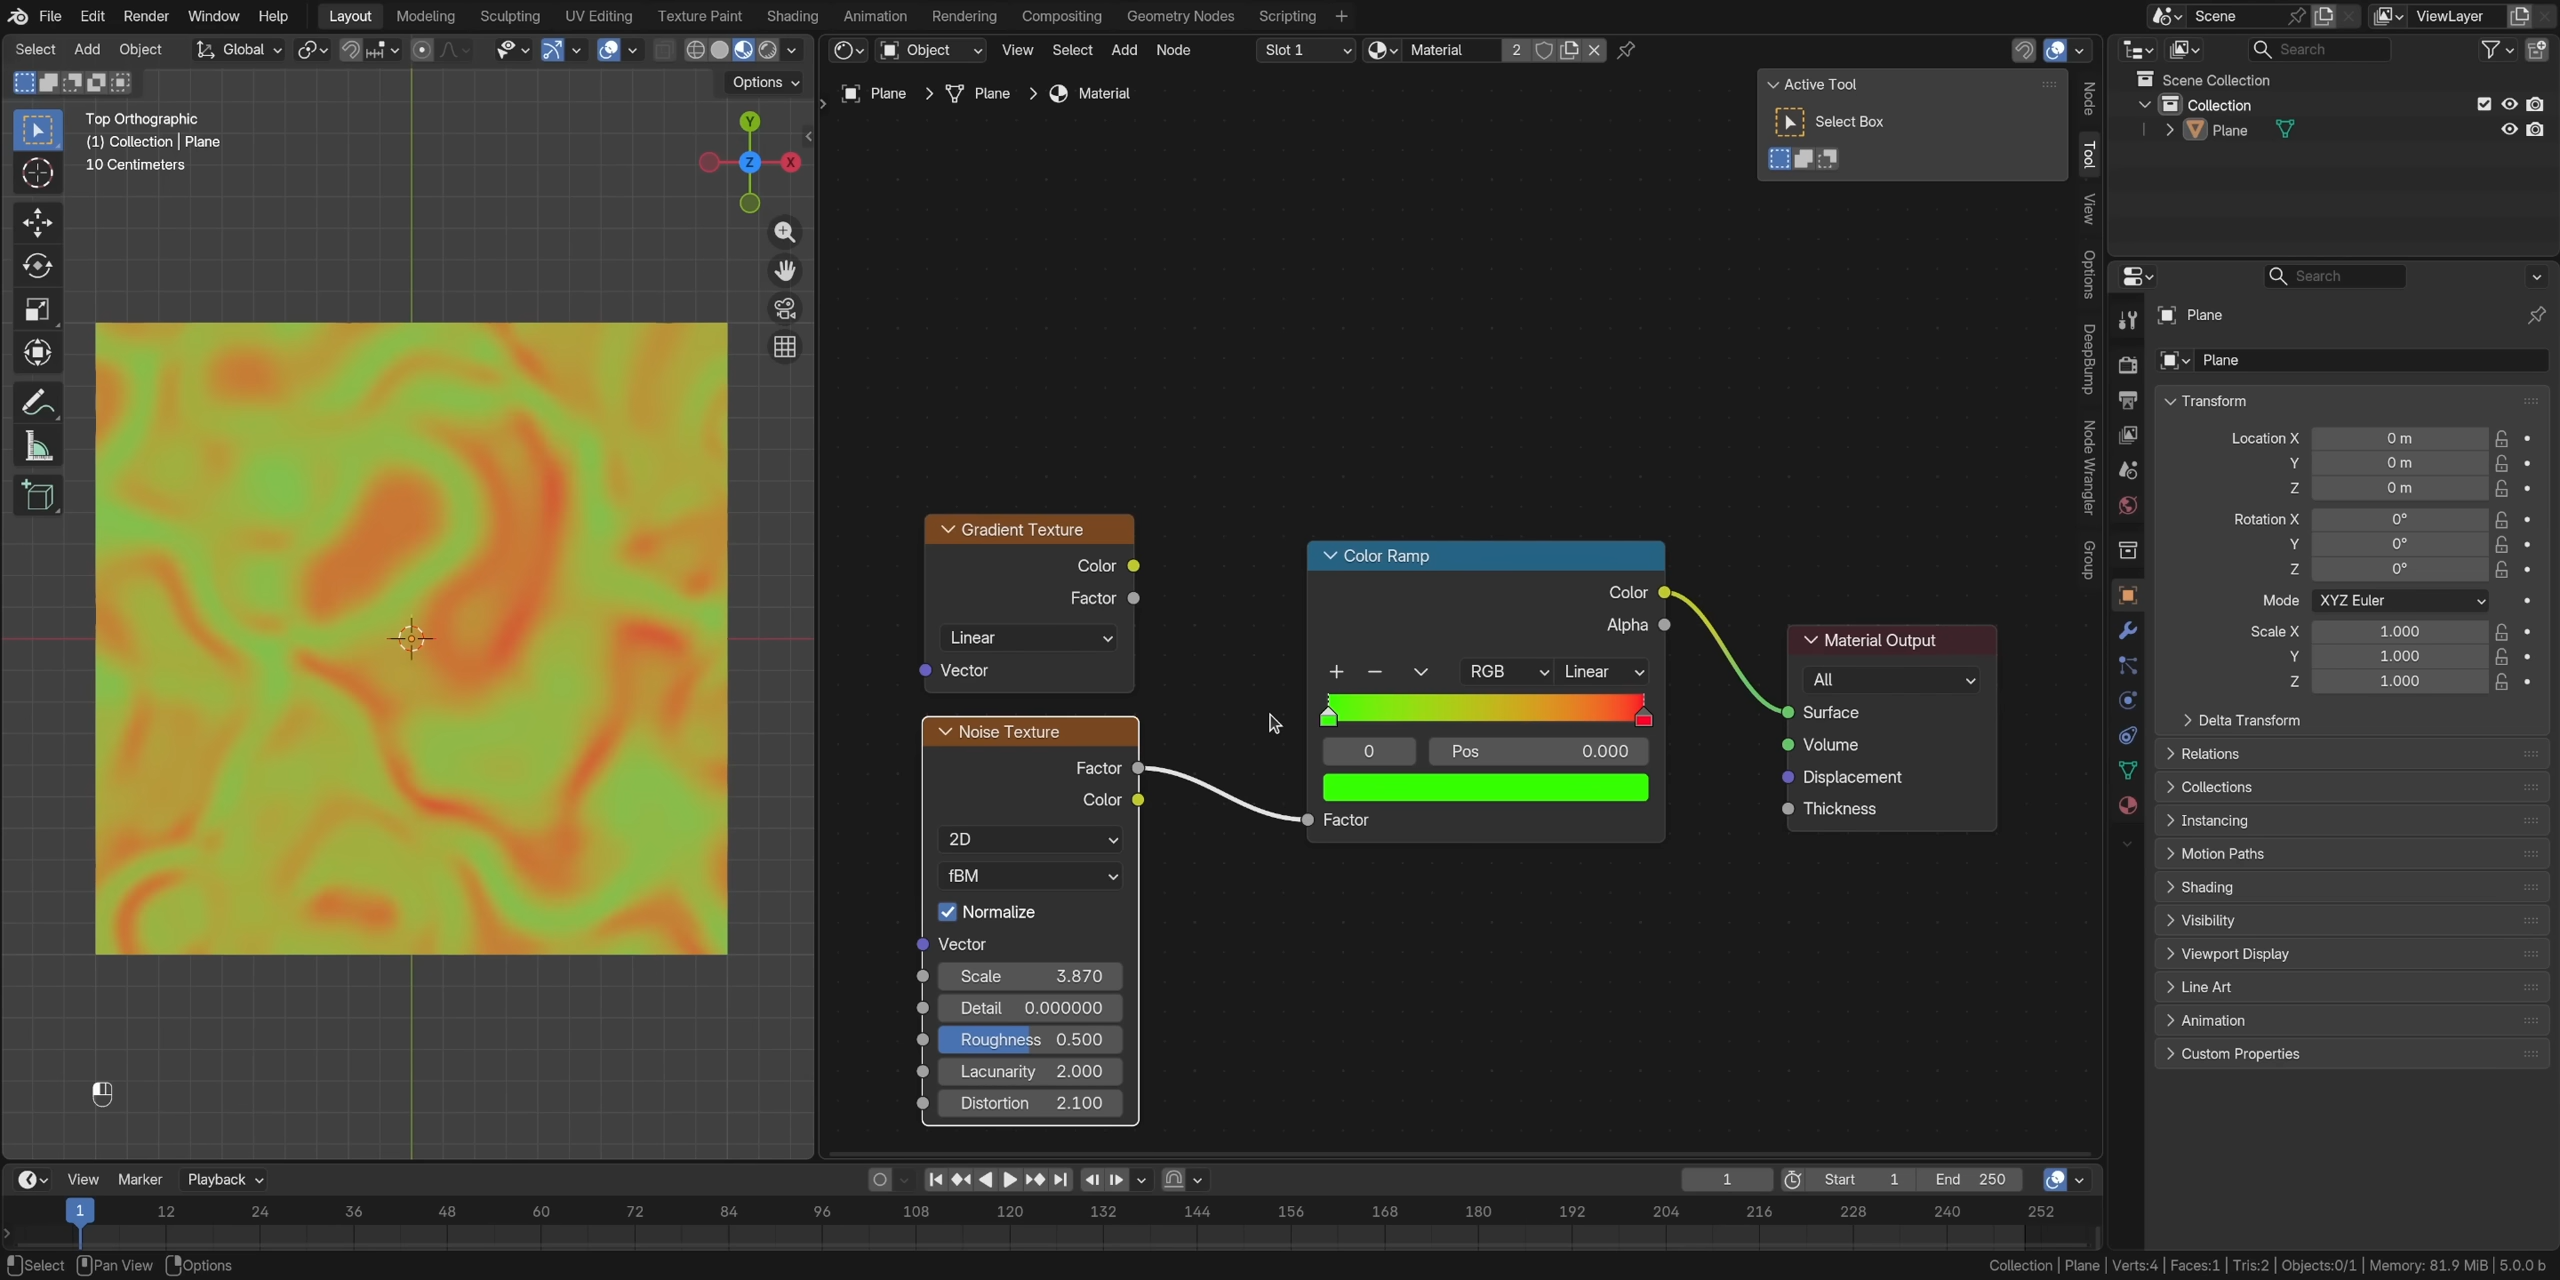 File Edit Render Window Help Layout Modeling Sculpting UV Editing Texture Paint Shading Animation Rendering Compositing Geometry Nodes Scripting + Scene ViewLayer
Select Add Object Global
Options
Top Orthographic
(1) Collection | Plane
10 Centimeters
Y
Z
X
Object View Select Add Node Slot 1 Material 2
Plane > Plane > Material
Active Tool
Select Box
Node
Tool
View
Options
DeepBump
Node Wrangler
Group
Gradient Texture
Color
Factor
Linear
Vector
Noise Texture
Factor
Color
2D
fBM
Normalize
Vector
Scale 3.870
Detail 0.000000
Roughness 0.500
Lacunarity 2.000
Distortion 2.100
Color Ramp
Color
Alpha
RGB Linear
0 Pos 0.000
Factor
Material Output
All
Surface
Volume
Displacement
Thickness
Search
Scene Collection
Collection
Plane
Search
Plane
Plane
Transform
Location X 0 m
Y 0 m
Z 0 m
Rotation X 0°
Y 0°
Z 0°
Mode XYZ Euler
Scale X 1.000
Y 1.000
Z 1.000
Delta Transform
Relations
Collections
Instancing
Motion Paths
Shading
Visibility
Viewport Display
Line Art
Animation
Custom Properties
View Marker Playback 1 Start 1 End 250
1 12 24 36 48 60 72 84 96 108 120 132 144 156 168 180 192 204 216 228 240 252
Select Pan View Options Collection | Plane | Verts:4 | Faces:1 | Tris:2 | Objects:0/1 | Memory: 81.9 MiB | 5.0.0 b